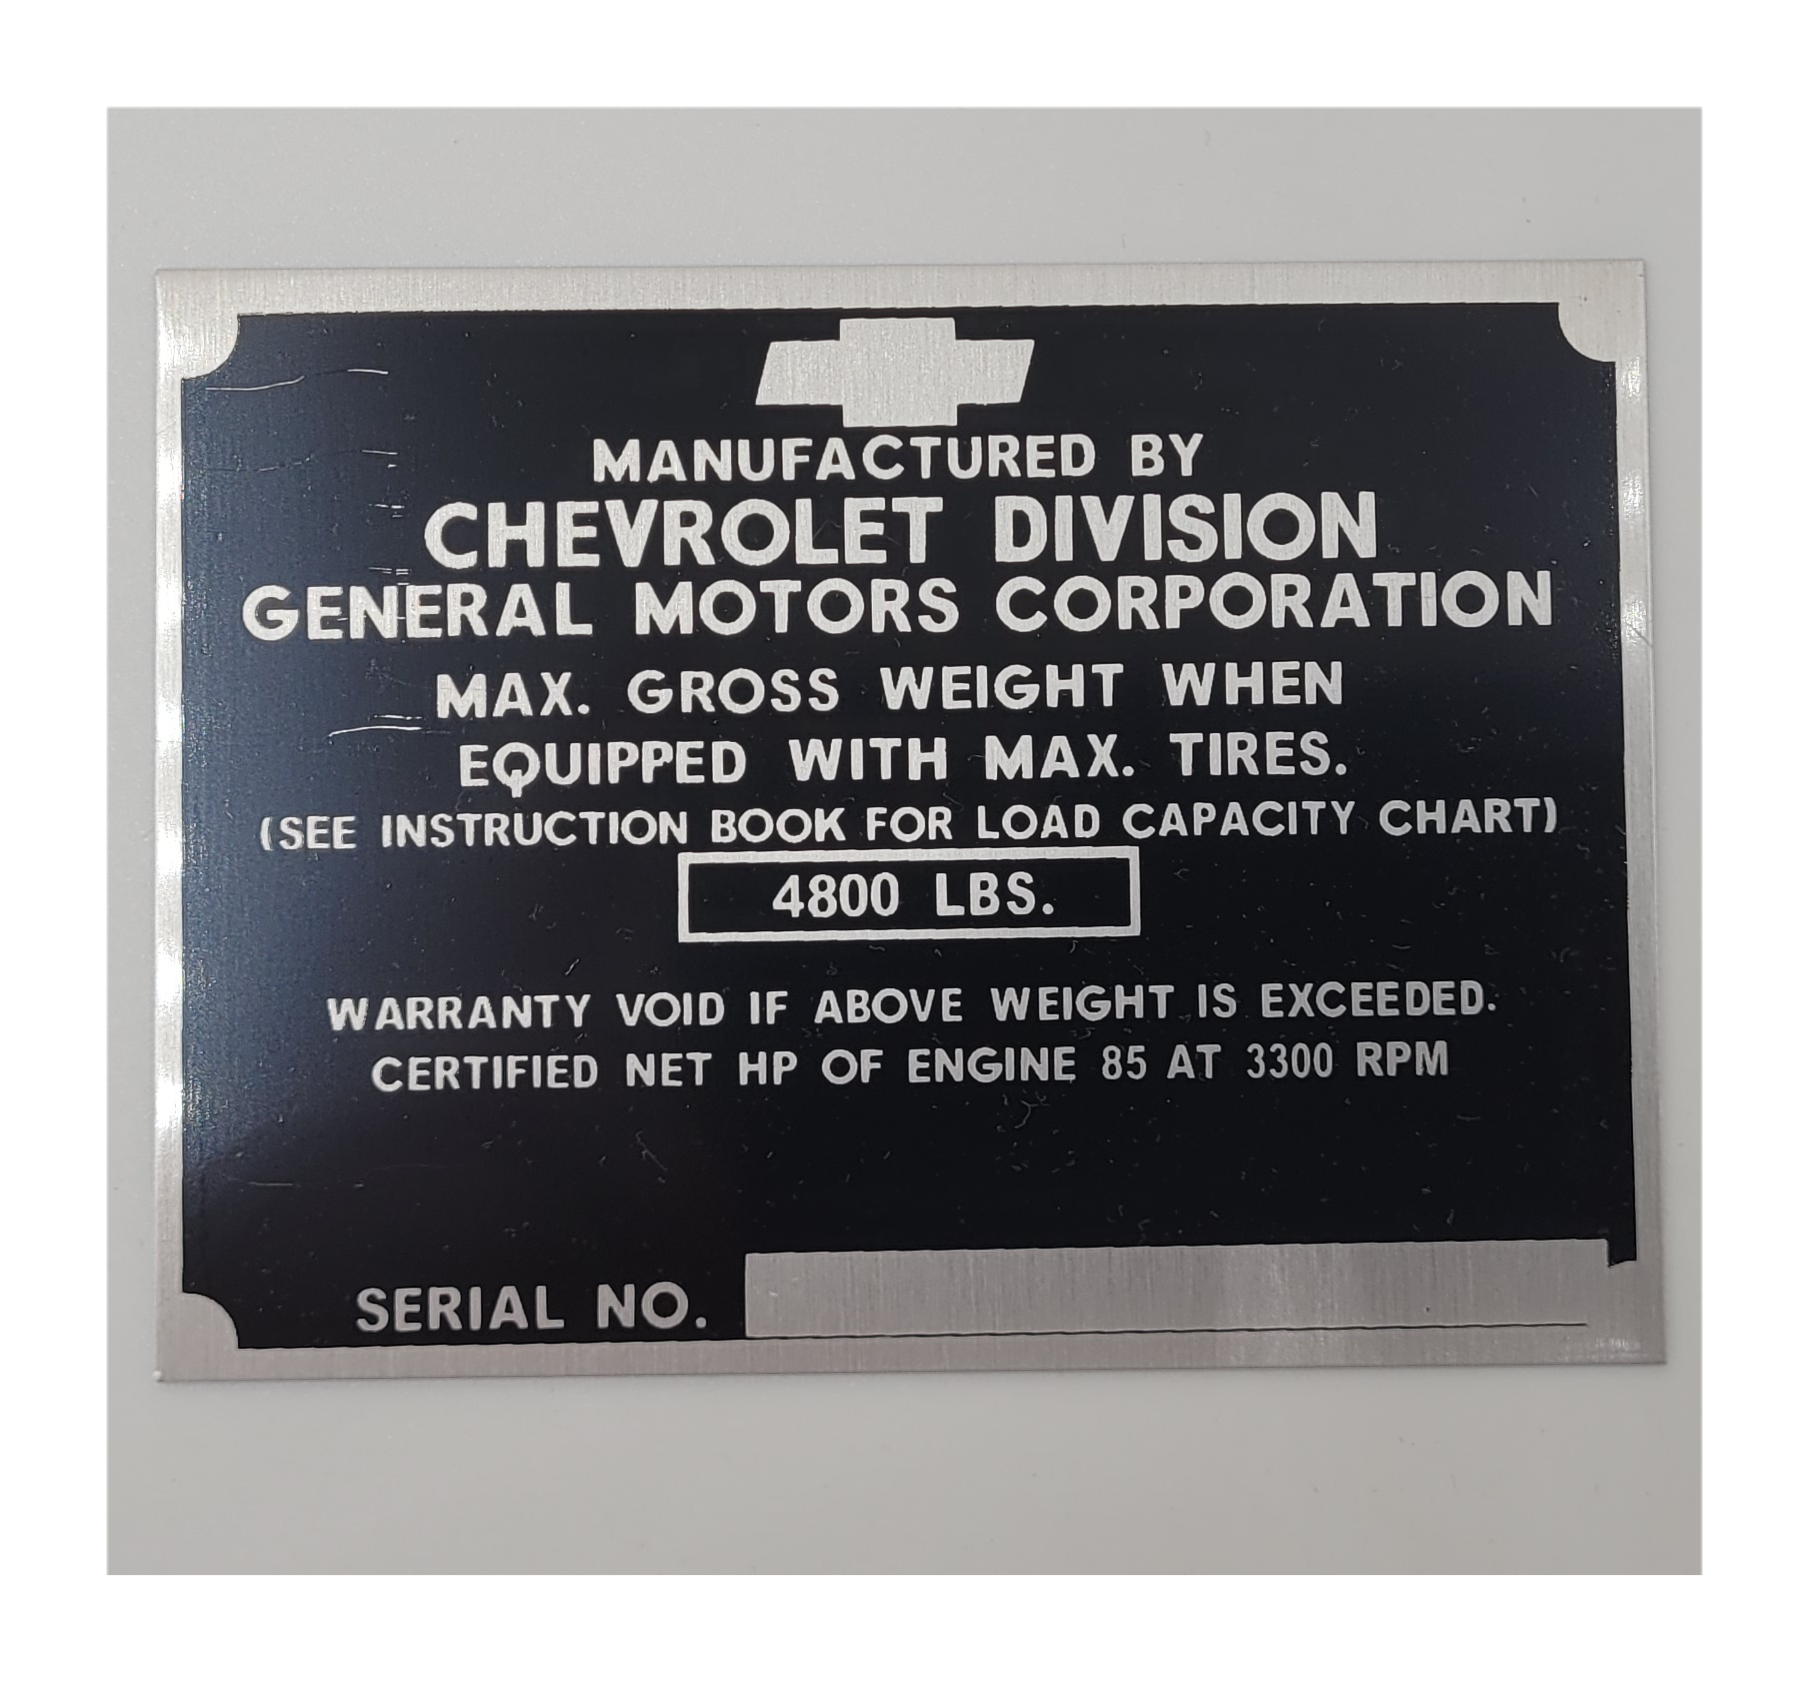 MANUFACTURED BY
CHEVROLET DIVISION
GENERAL MOTORS CORPORATION
MAX. GROSS WEIGHT WHEN
EQUIPPED WITH MAX. TIRES.
(SEE INSTRUCTION BOOK FOR LOAD CAPACITY CHART)
4800 LBS.
WARRANTY VOID IF ABOVE WEIGHT IS EXCEEDED.
CERTIFIED NET HP OF ENGINE 85 AT 3300 RPM
SERIAL NO.